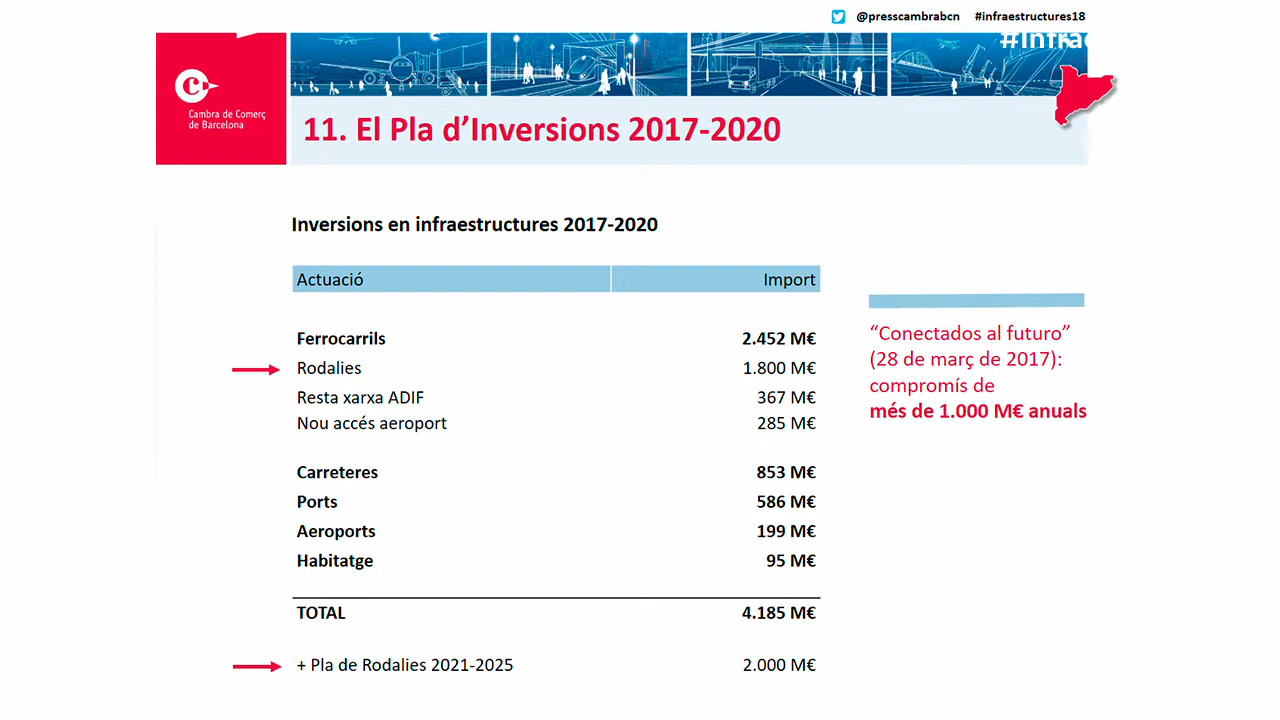 @presscambrabcn #infraestructures18
#Infrae
Cambra de Comerç
de Barcelona
11. El Pla d’Inversions 2017-2020
Inversions en infraestructures 2017-2020
Actuació Import
Ferrocarrils 2.452 M€
Rodalies 1.800 M€
Resta xarxa ADIF 367 M€
Nou accés aeroport 285 M€
Carreteres 853 M€
Ports 586 M€
Aeroports 199 M€
Habitatge 95 M€
TOTAL 4.185 M€
+ Pla de Rodalies 2021-2025 2.000 M€
“Conectados al futuro”
(28 de març de 2017):
compromís de
més de 1.000 M€ anuals